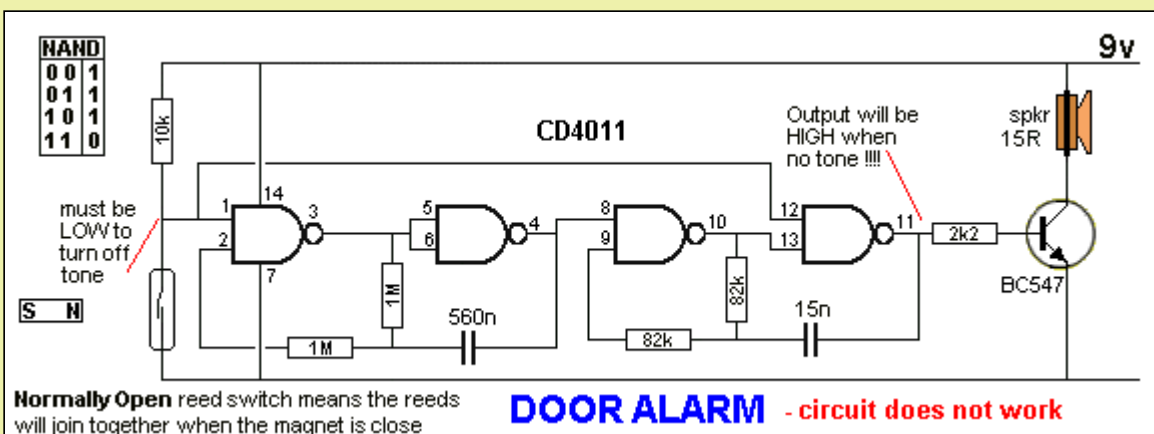 NAND
0 0 1
0 1 1
1 0 1
1 1 0
9v
10k
CD4011
Output will be
HIGH when
no tone !!!!
spkr
15R
must be
LOW to
turn off
tone
1
2
14
3
7
5
6
4
8
9
10
12
13
11
2k2
BC547
S N
1M
1M
560n
82k
82k
15n
Normally Open reed switch means the reeds
will join together when the magnet is close
DOOR ALARM - circuit does not work